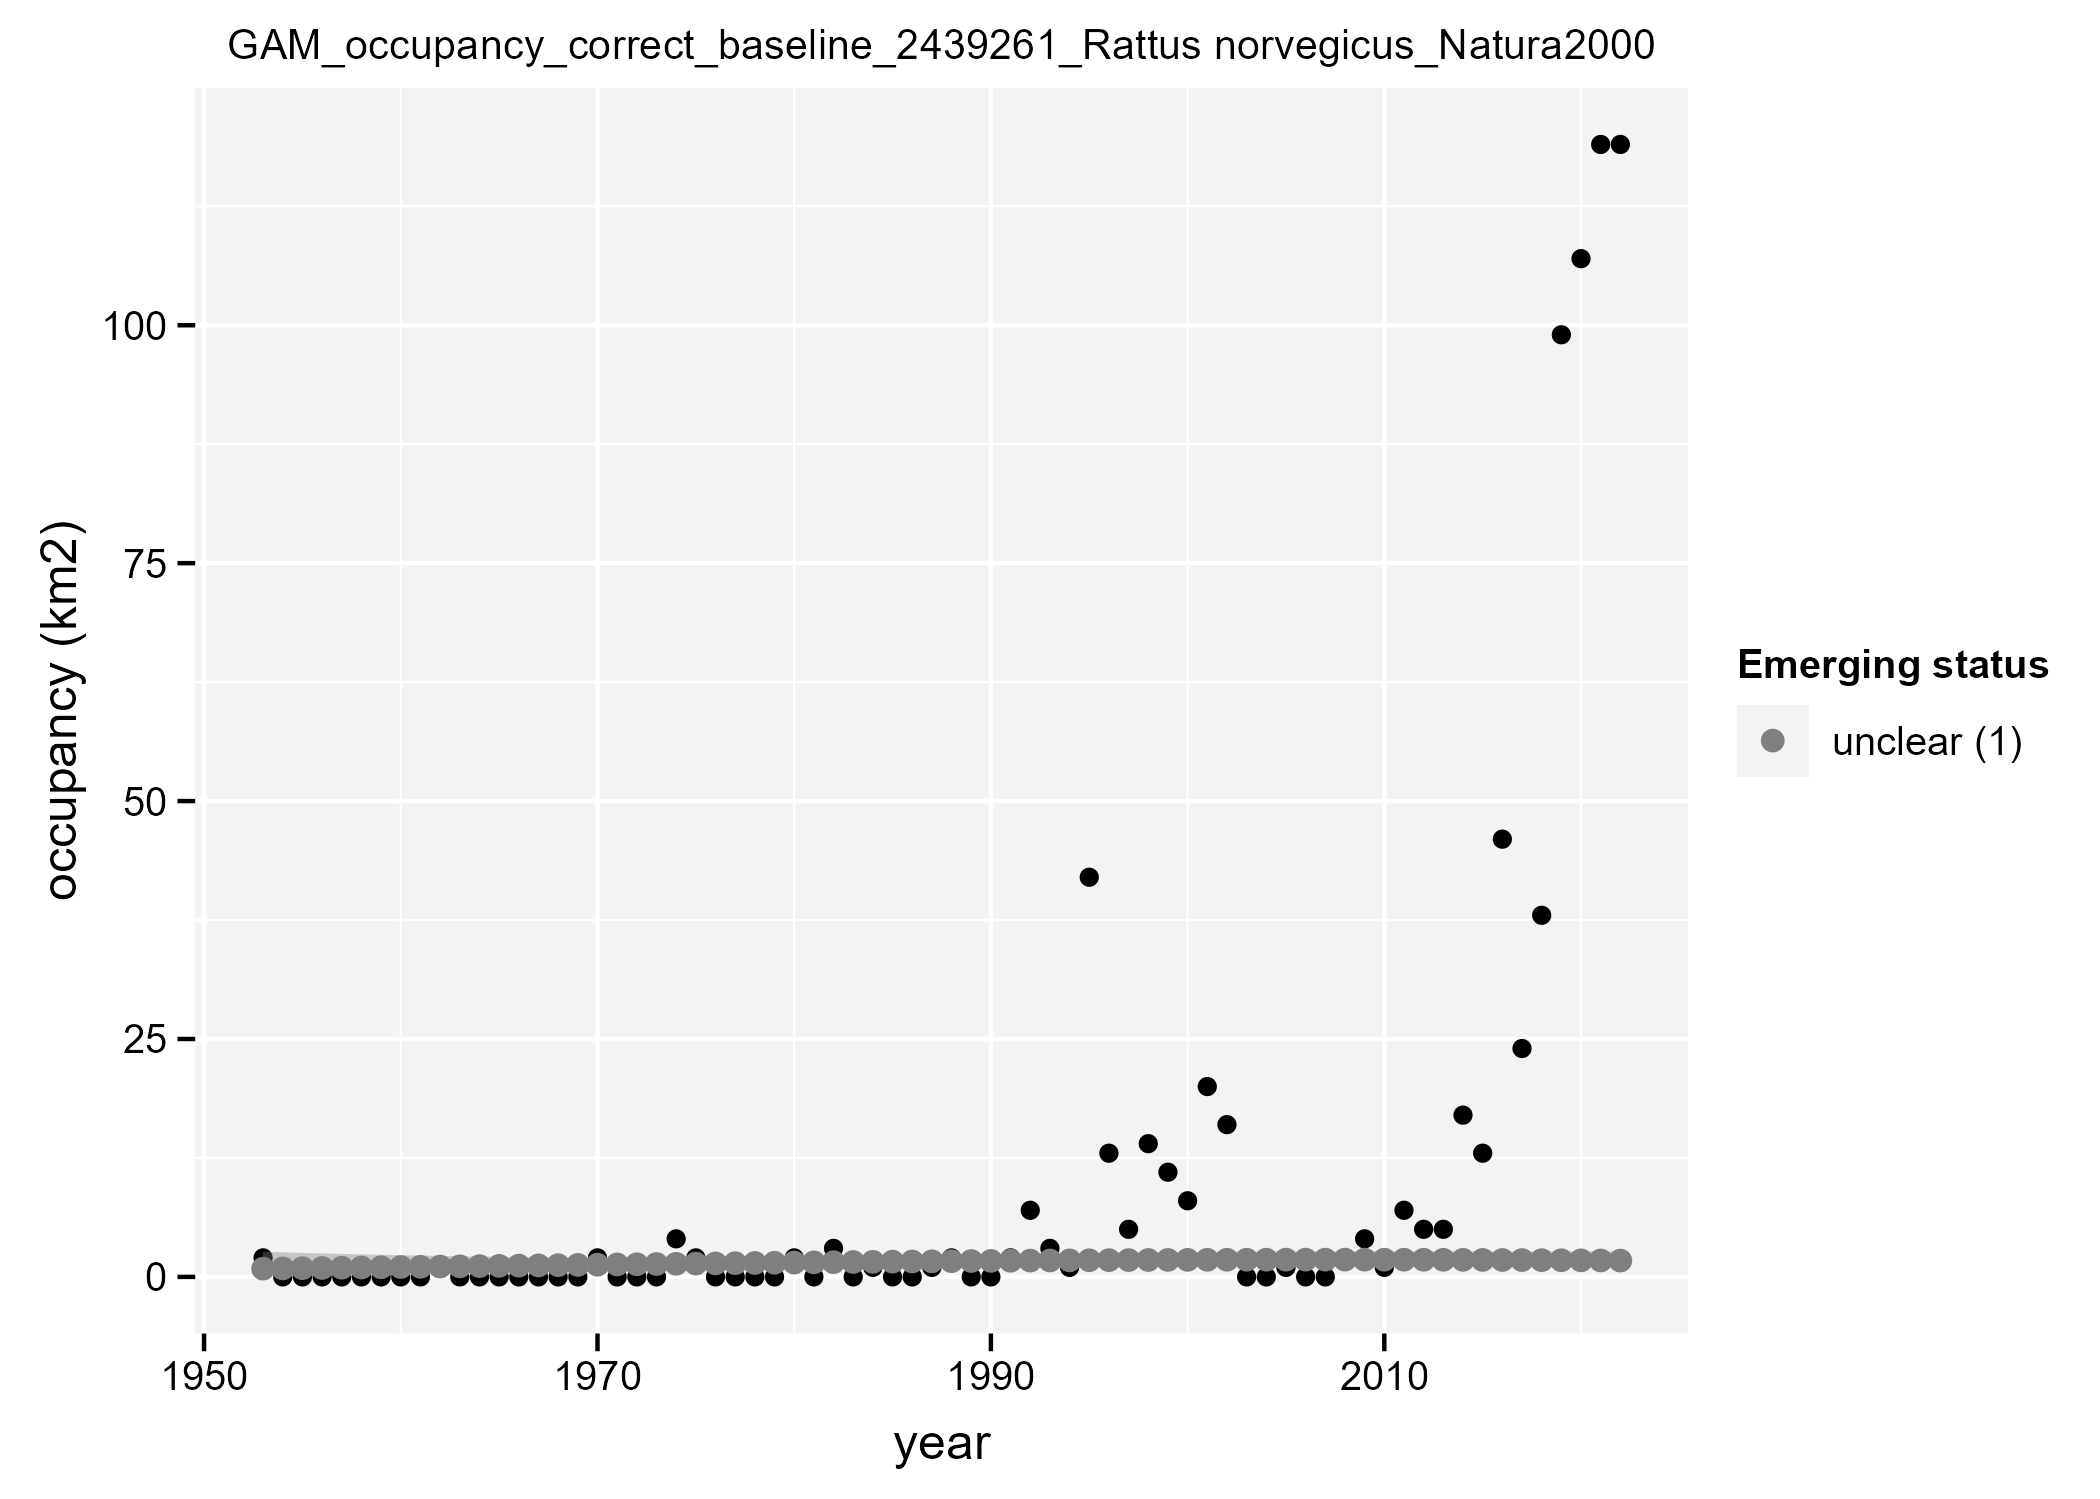 GAM_occupancy_correct_baseline_2439261_Rattus norvegicus_Natura2000
occupancy (km2)
100
75
50
25
0
1950
1970
1990
2010
year
Emerging status
unclear (1)